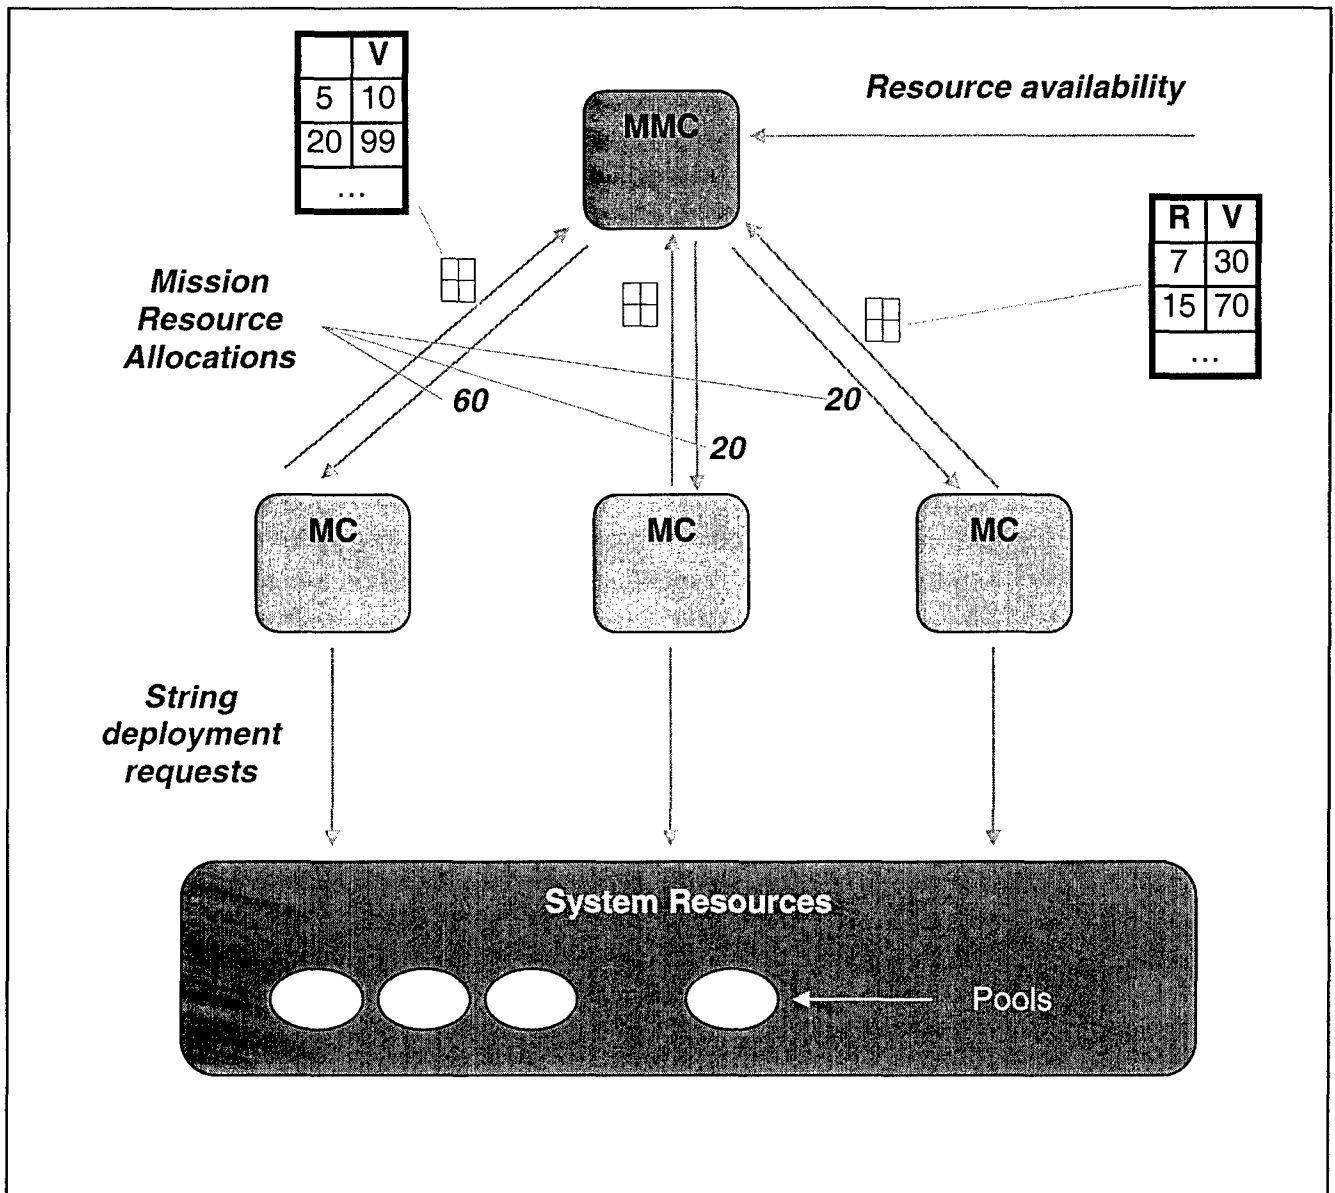 V
5 10
20 99
...
MMC
Resource availability
R V
7 30
15 70
...
Mission
Resource
Allocations
60
20
20
MC
MC
MC
String
deployment
requests
System Resources
Pools